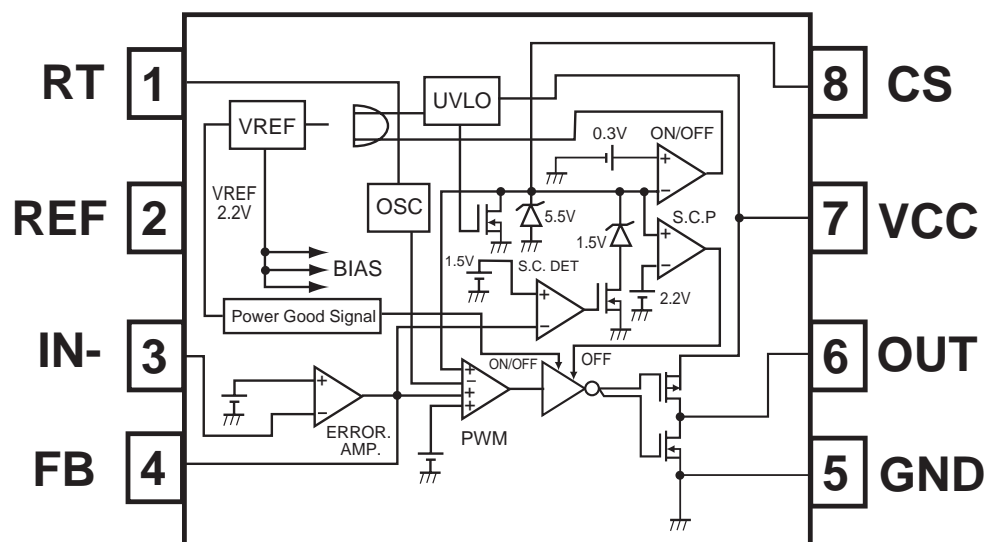 RT 1
REF 2
IN- 3
FB 4
8 CS
7 VCC
6 OUT
5 GND
UVLO
VREF
0.3V
ON/OFF
VREF
2.2V
OSC
5.5V
1.5V
S.C.P
BIAS
1.5V
S.C. DET
2.2V
Power Good Signal
ON/OFF
OFF
ERROR.
AMP.
PWM